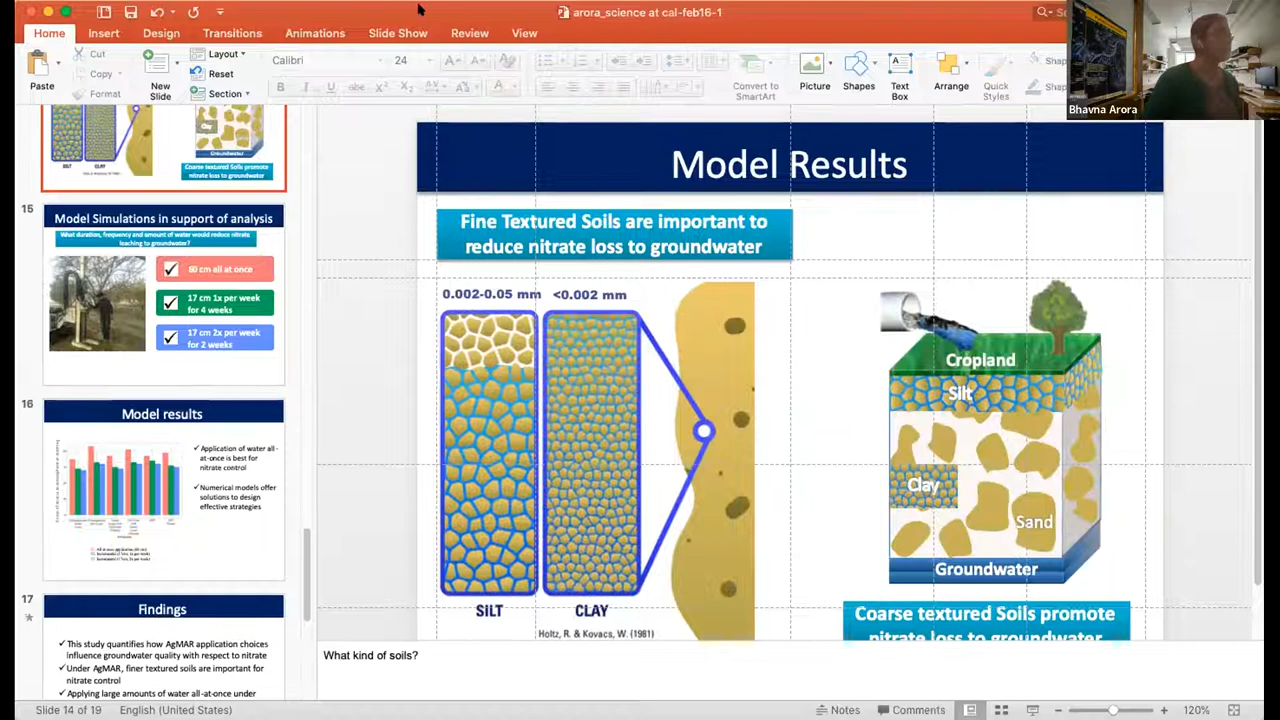 arora_science at cal-feb16-1
Home Insert Design Transitions Animations Slide Show Review View
Paste
Cut
Copy
Format
New
Slide
Layout
Reset
Section
Calibri
24
Convert to
SmartArt
Picture
Shapes
Text
Box
Arrange
Quick
Styles
Bhavna Arora
SILT CLAY
Groundwater
Coarse textured Soils promote
nitrate loss to groundwater
15
Model Simulations in support of analysis
What duration, frequency and amount of water would reduce nitrate
leaching to groundwater?
17 cm 1x per week
for 4 weeks
17 cm 2x per week
for 2 weeks
16
Model results
Application of water all-
at-once is best for
nitrate control
Numerical models offer
solutions to design
effective strategies
17
Findings
This study quantifies how AgMAR application choices
influence groundwater quality with respect to nitrate
Under AgMAR, finer textured soils are important for
nitrate control
Applying large amounts of water all-at-once under
Model Results
Fine Textured Soils are important to
reduce nitrate loss to groundwater
0.002-0.05 mm <0.002 mm
SILT CLAY
Holtz, R. & Kovacs, W. (1981)
Cropland
Silt
Clay
Sand
Groundwater
Coarse textured Soils promote
nitrate loss to groundwater
What kind of soils?
Slide 14 of 19 English (United States) Notes Comments 120%